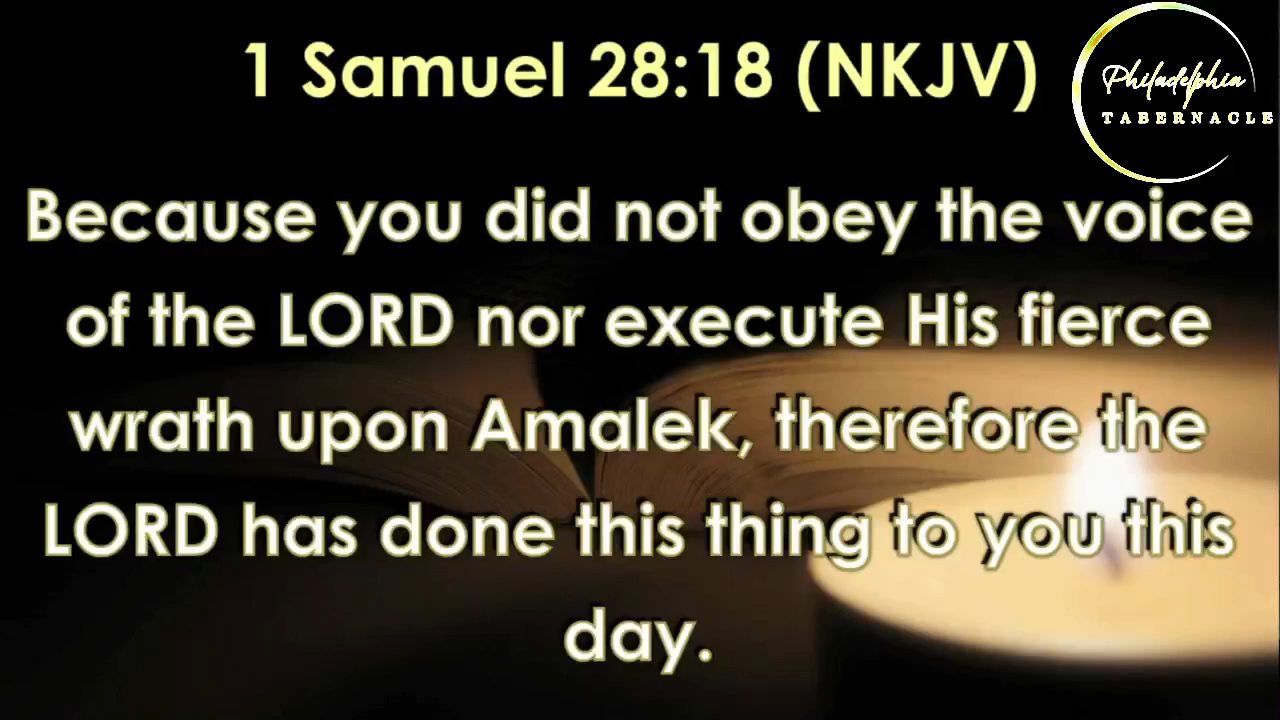 1 Samuel 28:18 (NKJV)
Philadelphia
TABERNACLE
Because you did not obey the voice
of the LORD nor execute His fierce
wrath upon Amalek, therefore the
LORD has done this thing to you this
day.